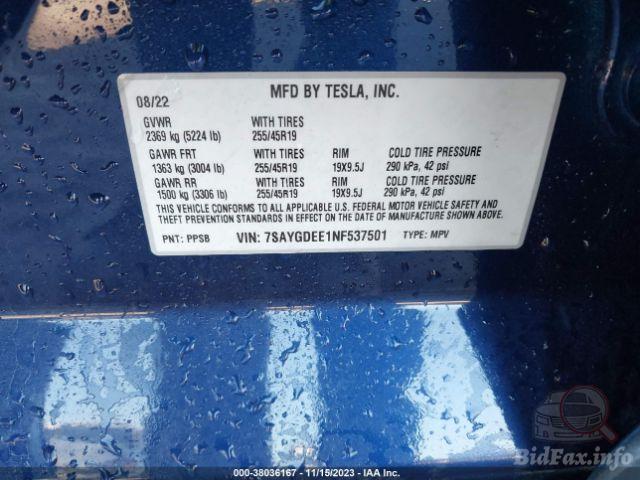 MFD BY TESLA, INC.
08/22
GVWR WITH TIRES
2369 kg (5224 lb) 255/45R19
GAWR FRT WITH TIRES RIM COLD TIRE PRESSURE
1363 kg (3004 lb) 255/45R19 19X9.5J 290 kPa, 42 psi
GAWR RR WITH TIRES RIM COLD TIRE PRESSURE
1500 kg (3306 lb) 255/45R19 19X9.5J 290 kPa, 42 psi
THIS VEHICLE CONFORMS TO ALL APPLICABLE U.S. FEDERAL MOTOR VEHICLE SAFETY AND
THEFT PREVENTION STANDARDS IN EFFECT ON THE DATE OF MANUFACTURE SHOWN ABOVE.
PNT: PPSB VIN: 7SAYGDEE1NF537501 TYPE: MPV
BidFax.info
000-38036167 - 11/15/2023 - IAA Inc.